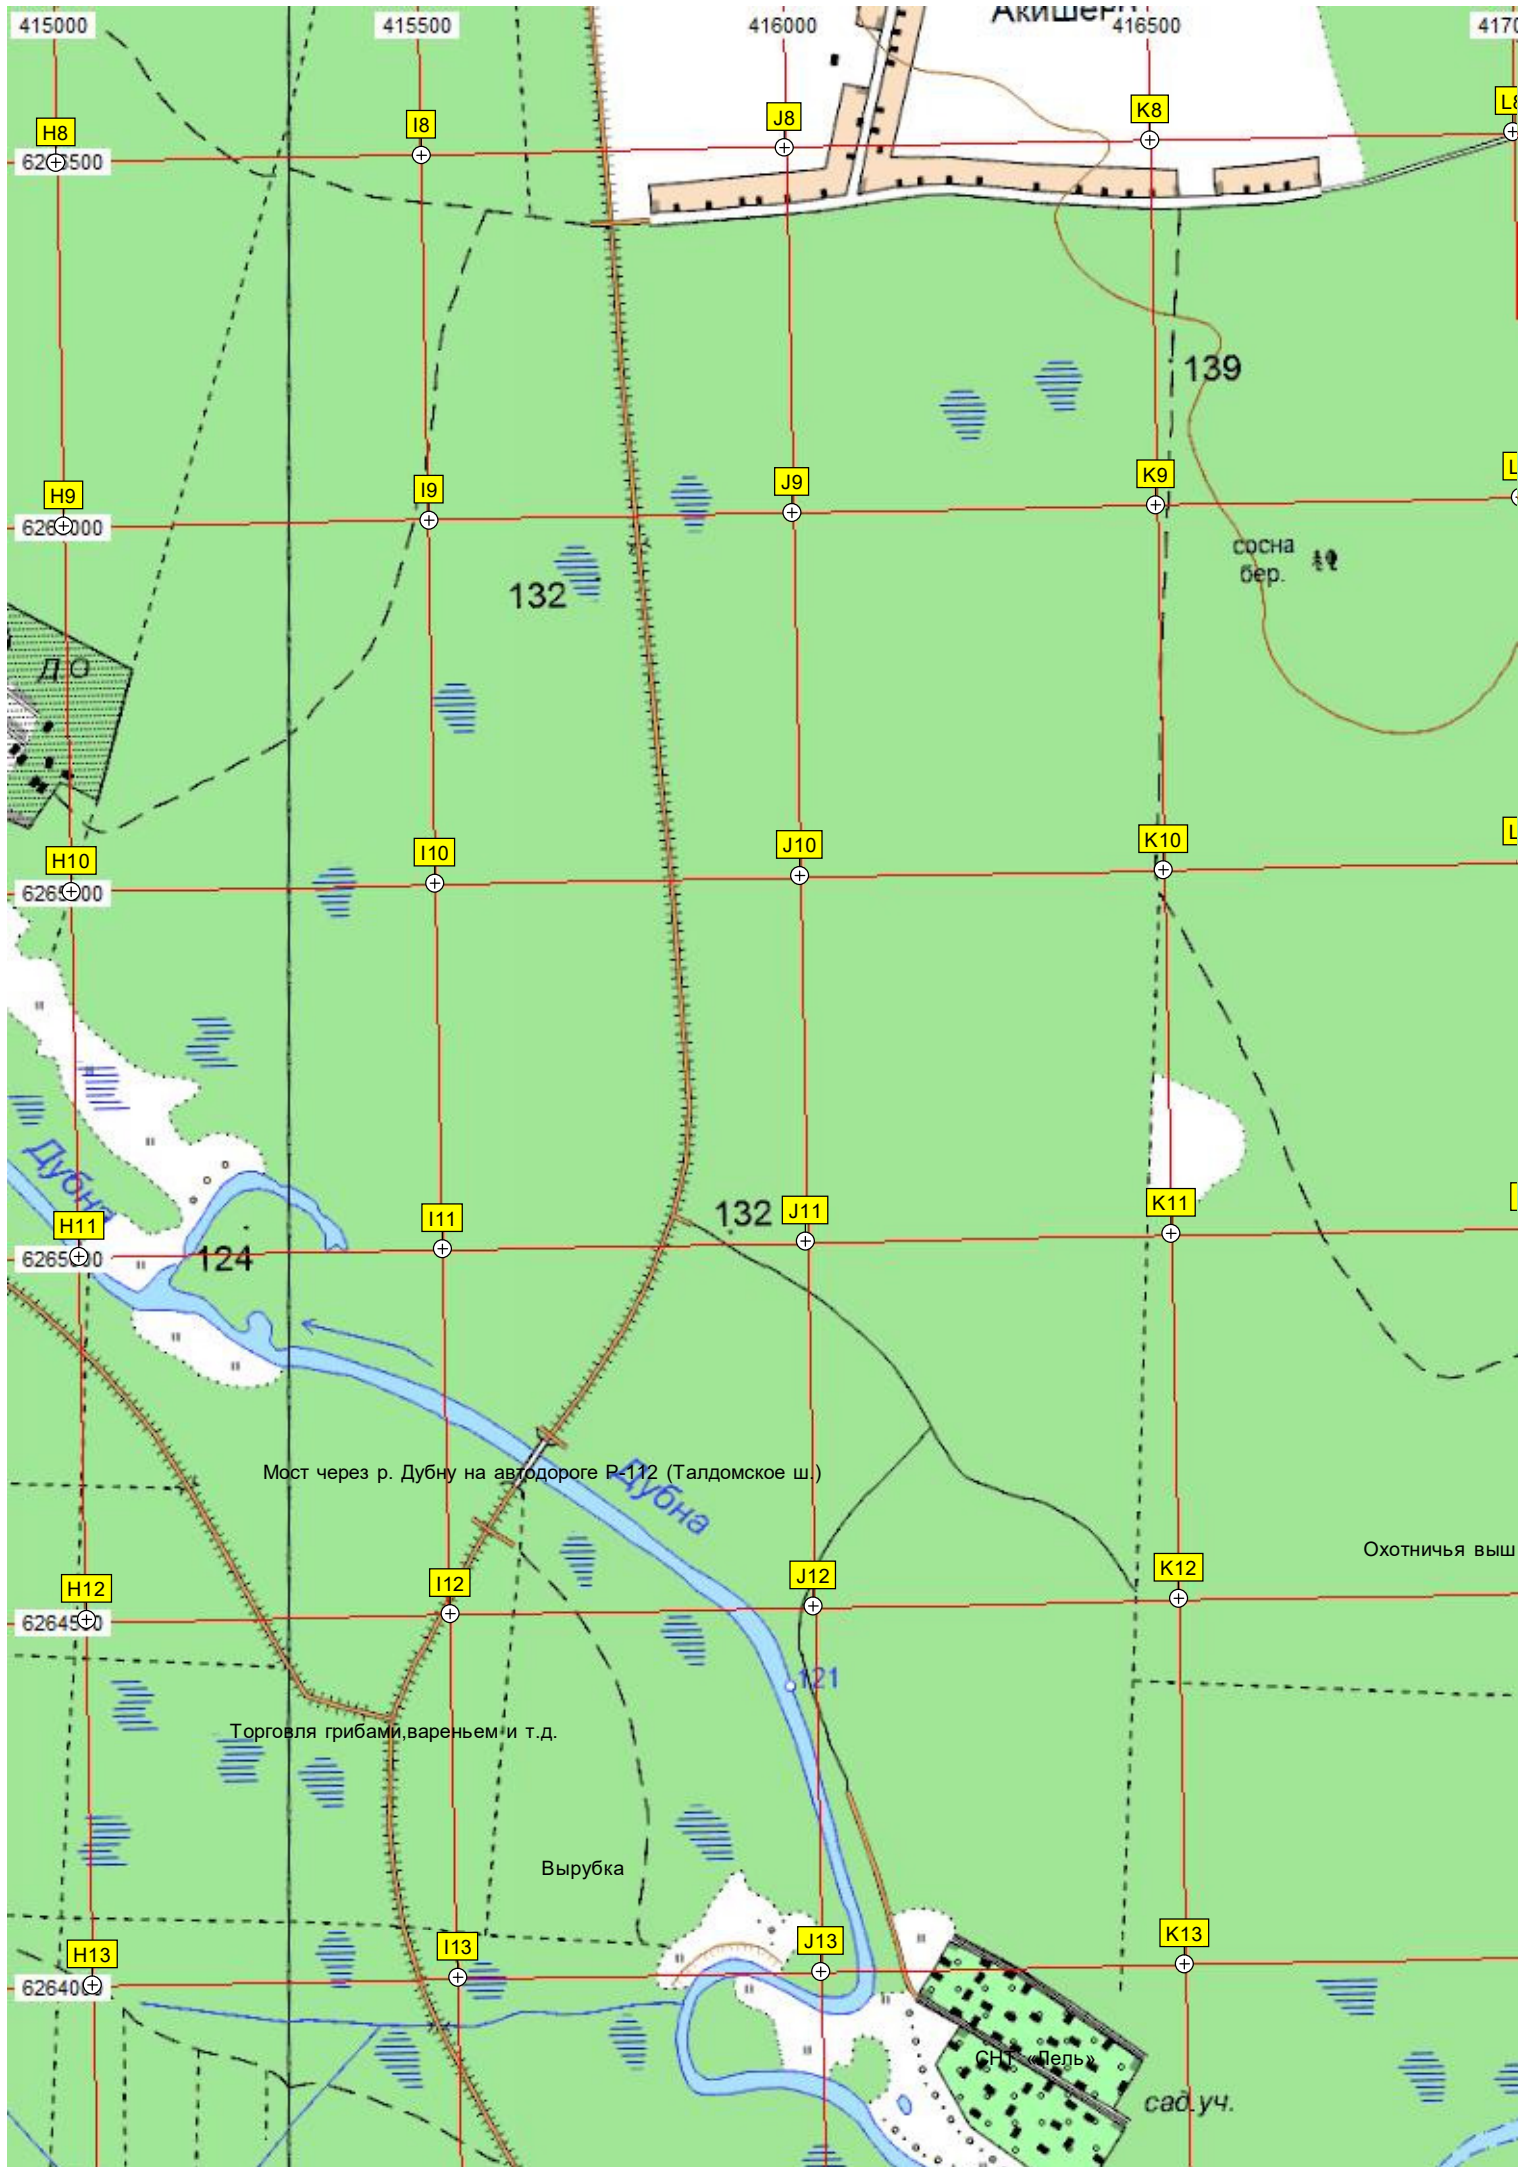 415000
415500
416000
416500
H8
I8
J8
K8
139
H9
I9
J9
K9
сосна
бер.
132
Д.О
H10
I10
J10
K10
Дубна
H11
I11
132
J11
K11
124
Мост через р. Дубну на автодороге Р-112 (Талдомское ш.)
Дубна
Охотничья выш
H12
I12
J12
K12
121
Торговля грибами,вареньем и т.д.
Вырубка
H13
I13
J13
K13
СНТ «Лель»
сад.уч.